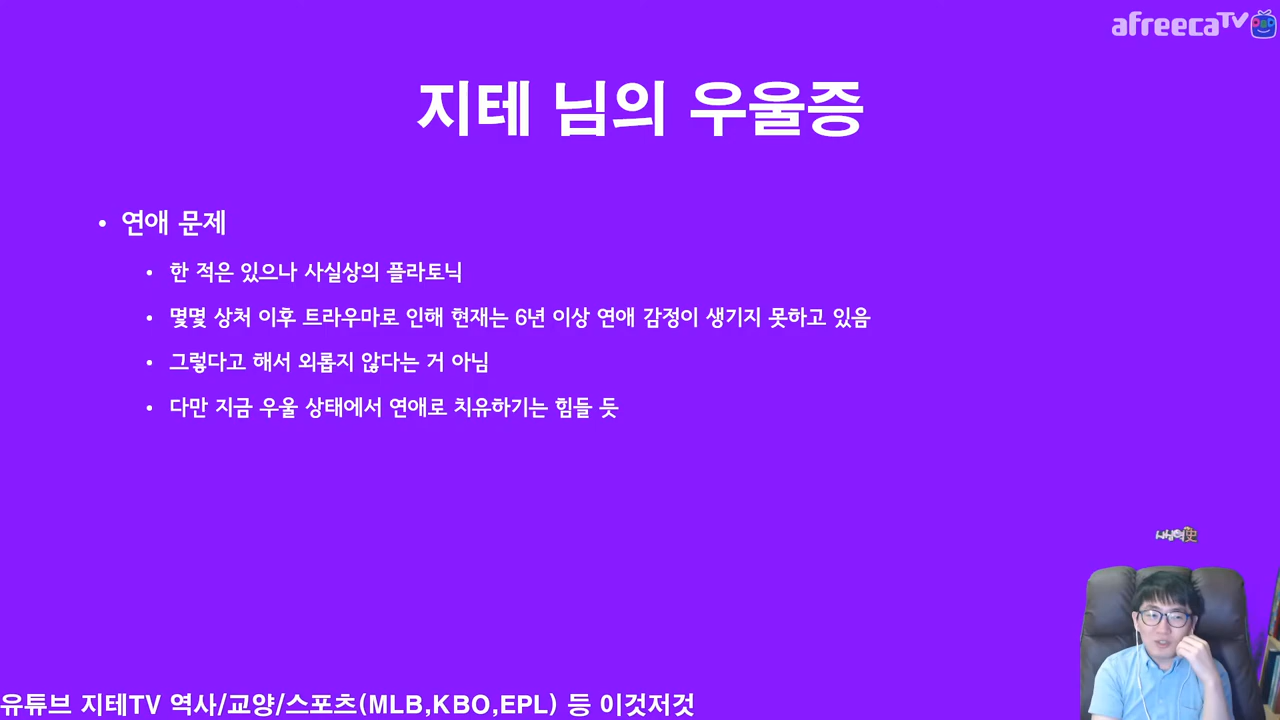 afreecaTV
지테 님의 우울증
• 연애 문제
• 한 적은 있으나 사실상의 플라토닉
• 몇몇 상처 이후 트라우마로 인해 현재는 6년 이상 연애 감정이 생기지 못하고 있음
• 그렇다고 해서 외롭지 않다는 거 아님
• 다만 지금 우울 상태에서 연애로 치유하기는 힘들 듯
유튜브 지테TV 역사/교양/스포츠(MLB,KBO,EPL) 등 이것저것